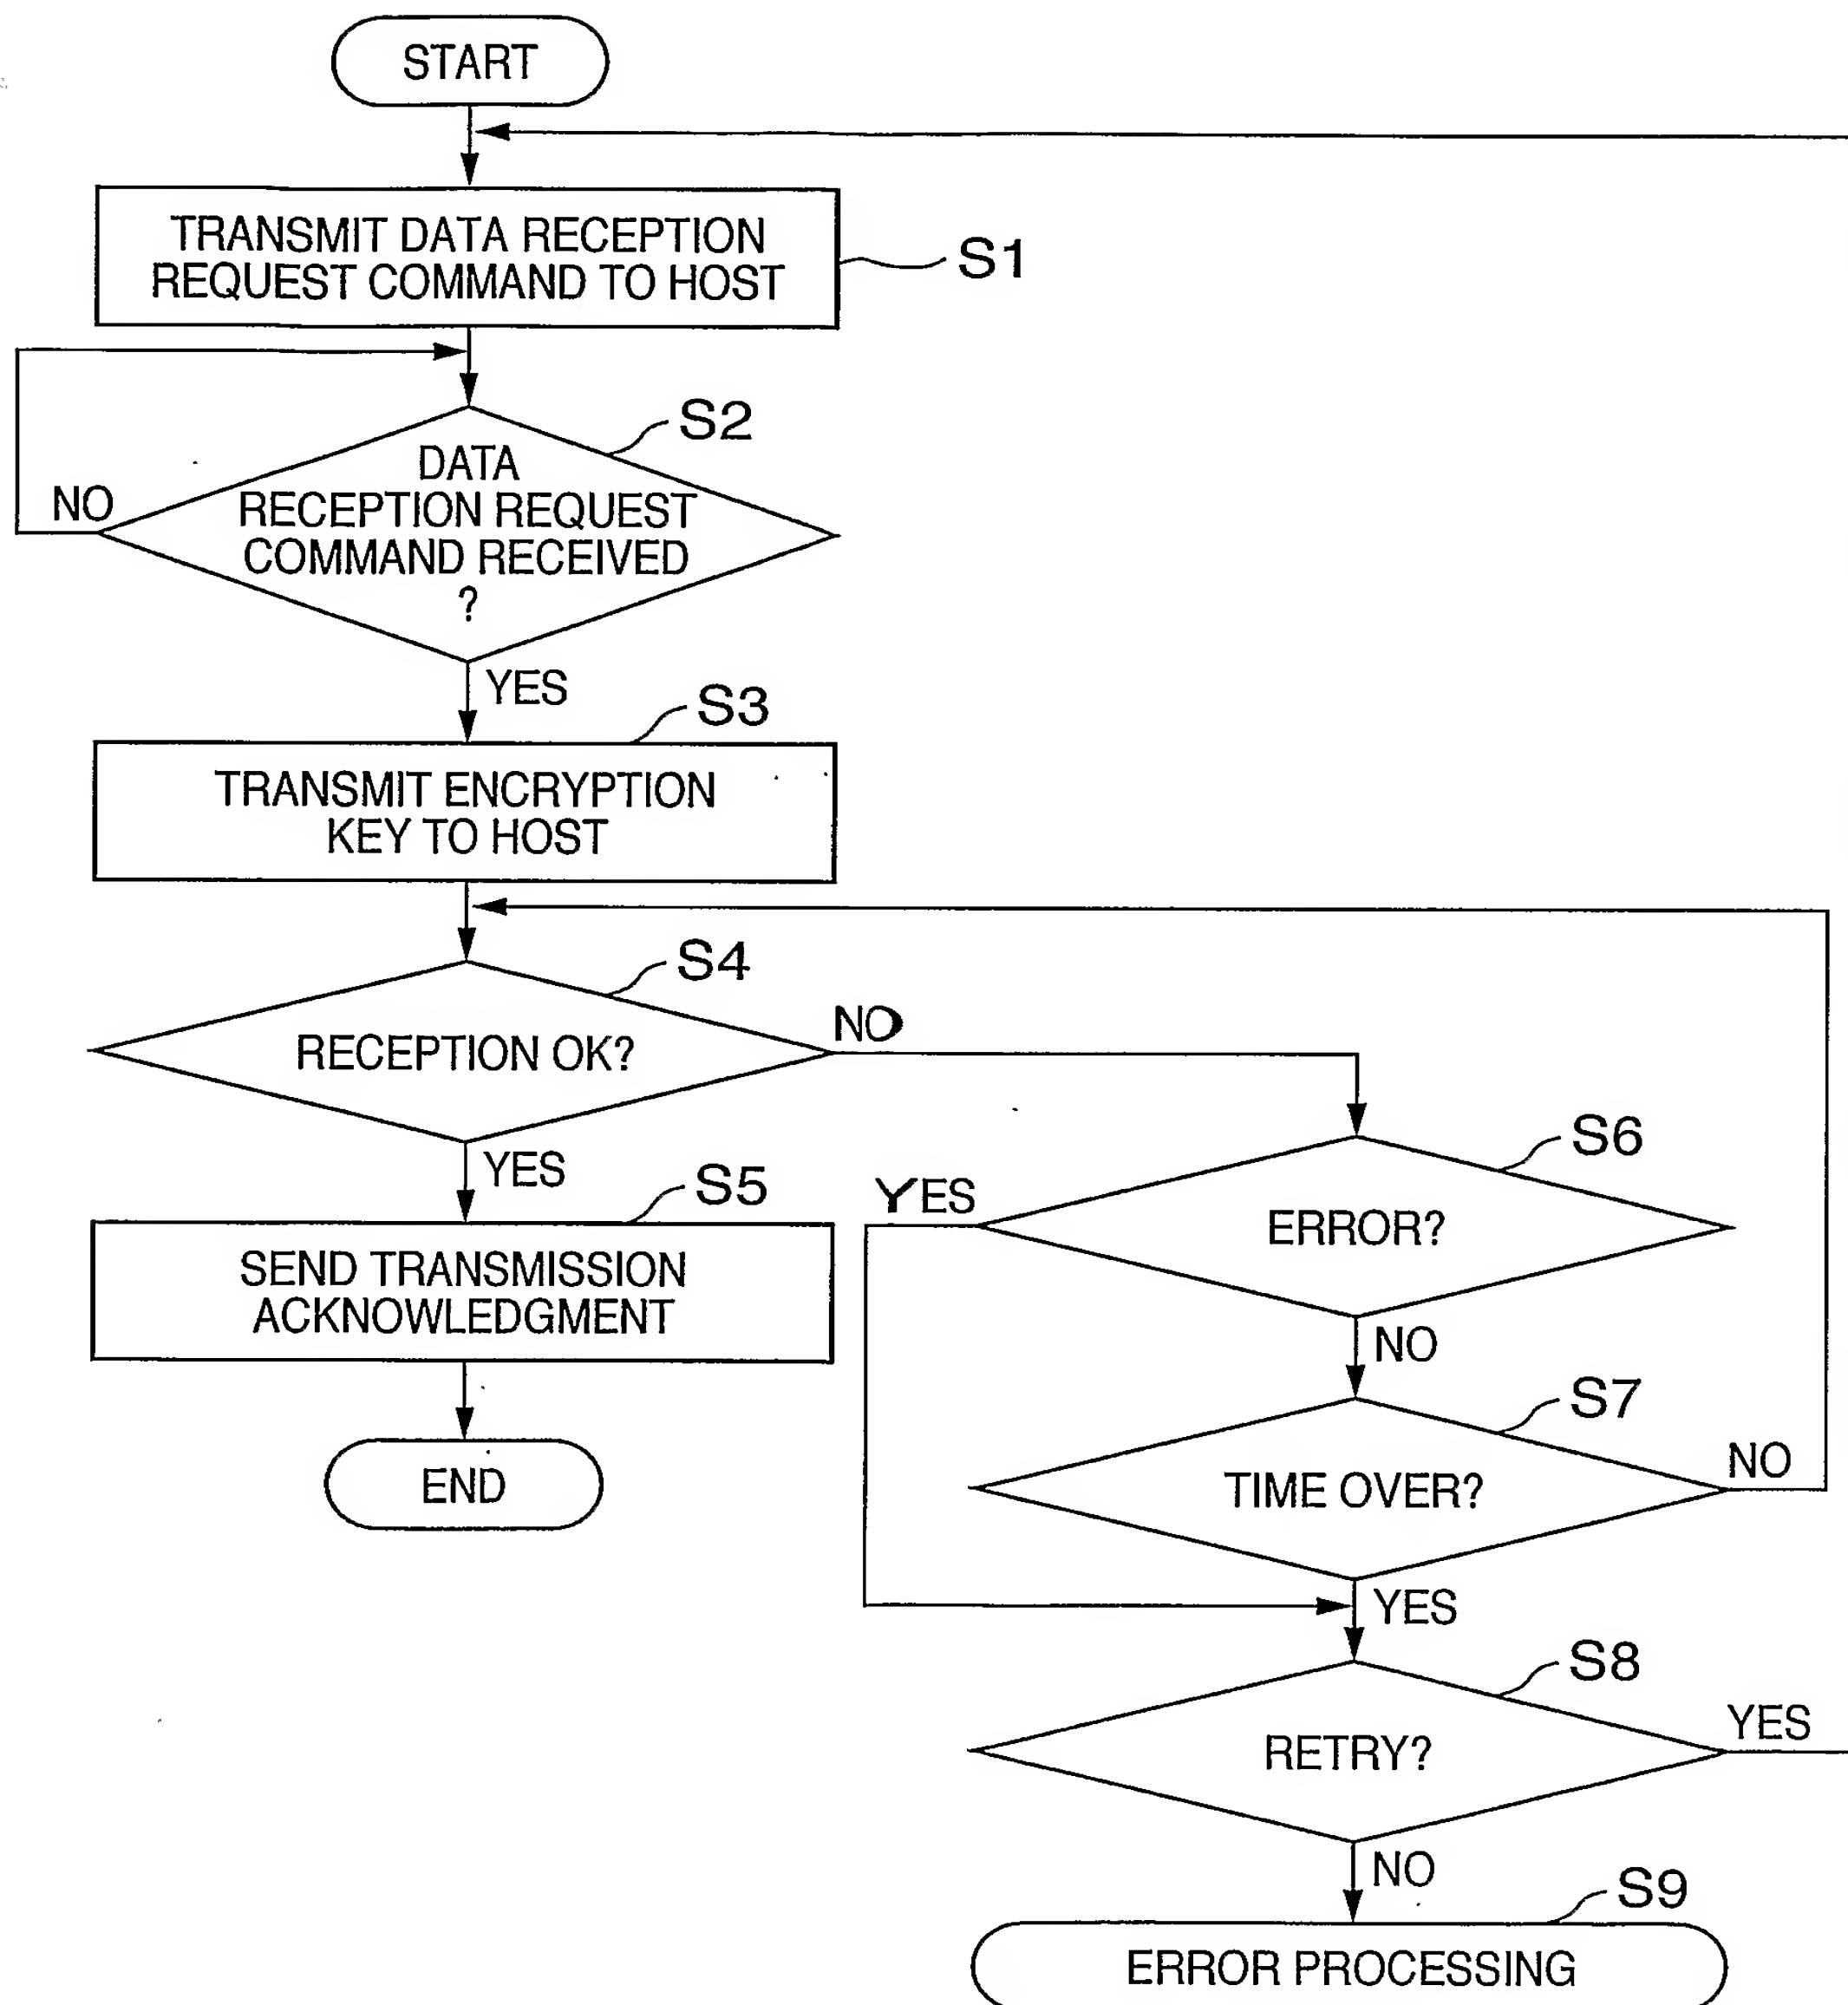 START
TRANSMIT DATA RECEPTION
REQUEST COMMAND TO HOST
S1
S2
DATA
RECEPTION REQUEST
COMMAND RECEIVED
?
NO
YES
S3
TRANSMIT ENCRYPTION
KEY TO HOST
S4
RECEPTION OK?
NO
YES
S5
SEND TRANSMISSION
ACKNOWLEDGMENT
END
S6
YES
ERROR?
NO
S7
TIME OVER?
NO
YES
S8
RETRY?
YES
NO
S9
ERROR PROCESSING